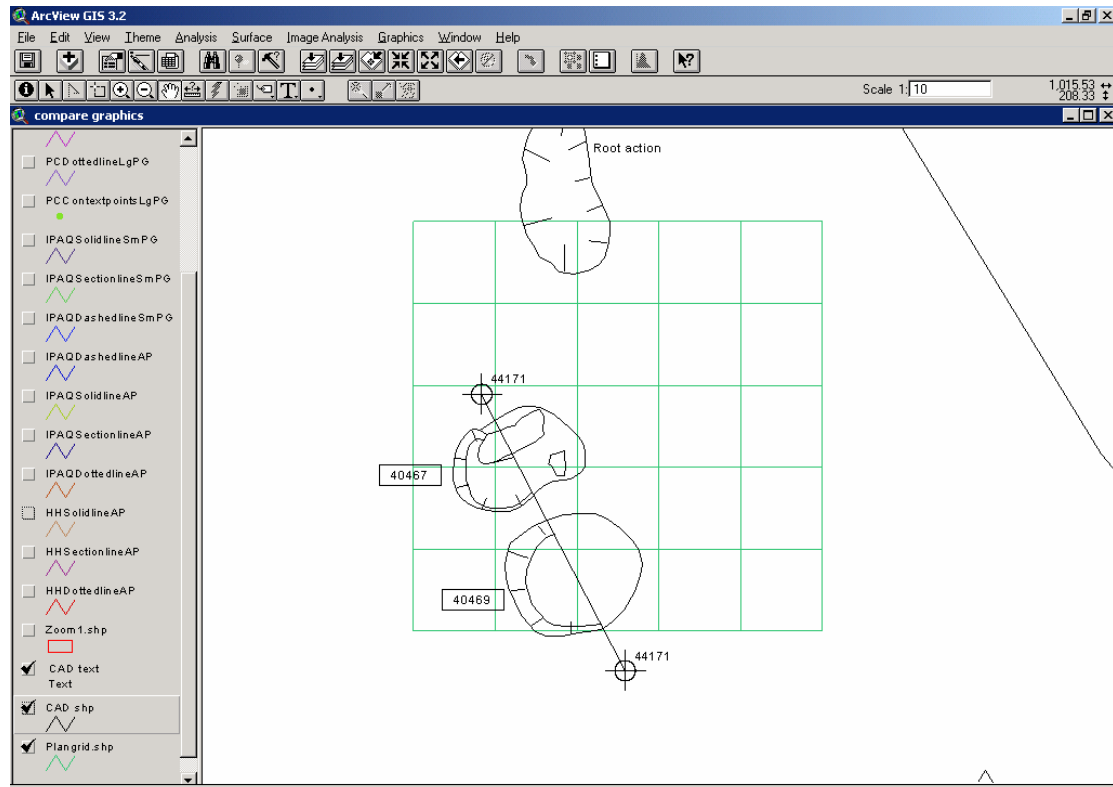 ArcView GIS 3.2
File Edit View Theme Analysis Surface Image Analysis Graphics Window Help
Scale 1: 10
1,015.53
208.33
compare graphics
PCDottedlineLgPG
PCContextpointsLgPG
IPAQSolidlineSmPG
IPAQSectionlineSmPG
IPAQDashedlineSmPG
IPAQDashedlineAP
IPAQSolidlineAP
IPAQSectionlineAP
IPAQDottedlineAP
HHSolidlineAP
HHSectionlineAP
HHDottedlineAP
Zoom1.shp
CAD text
Text
CAD shp
Plangrid.shp
Root action
44171
40467
40469
44171